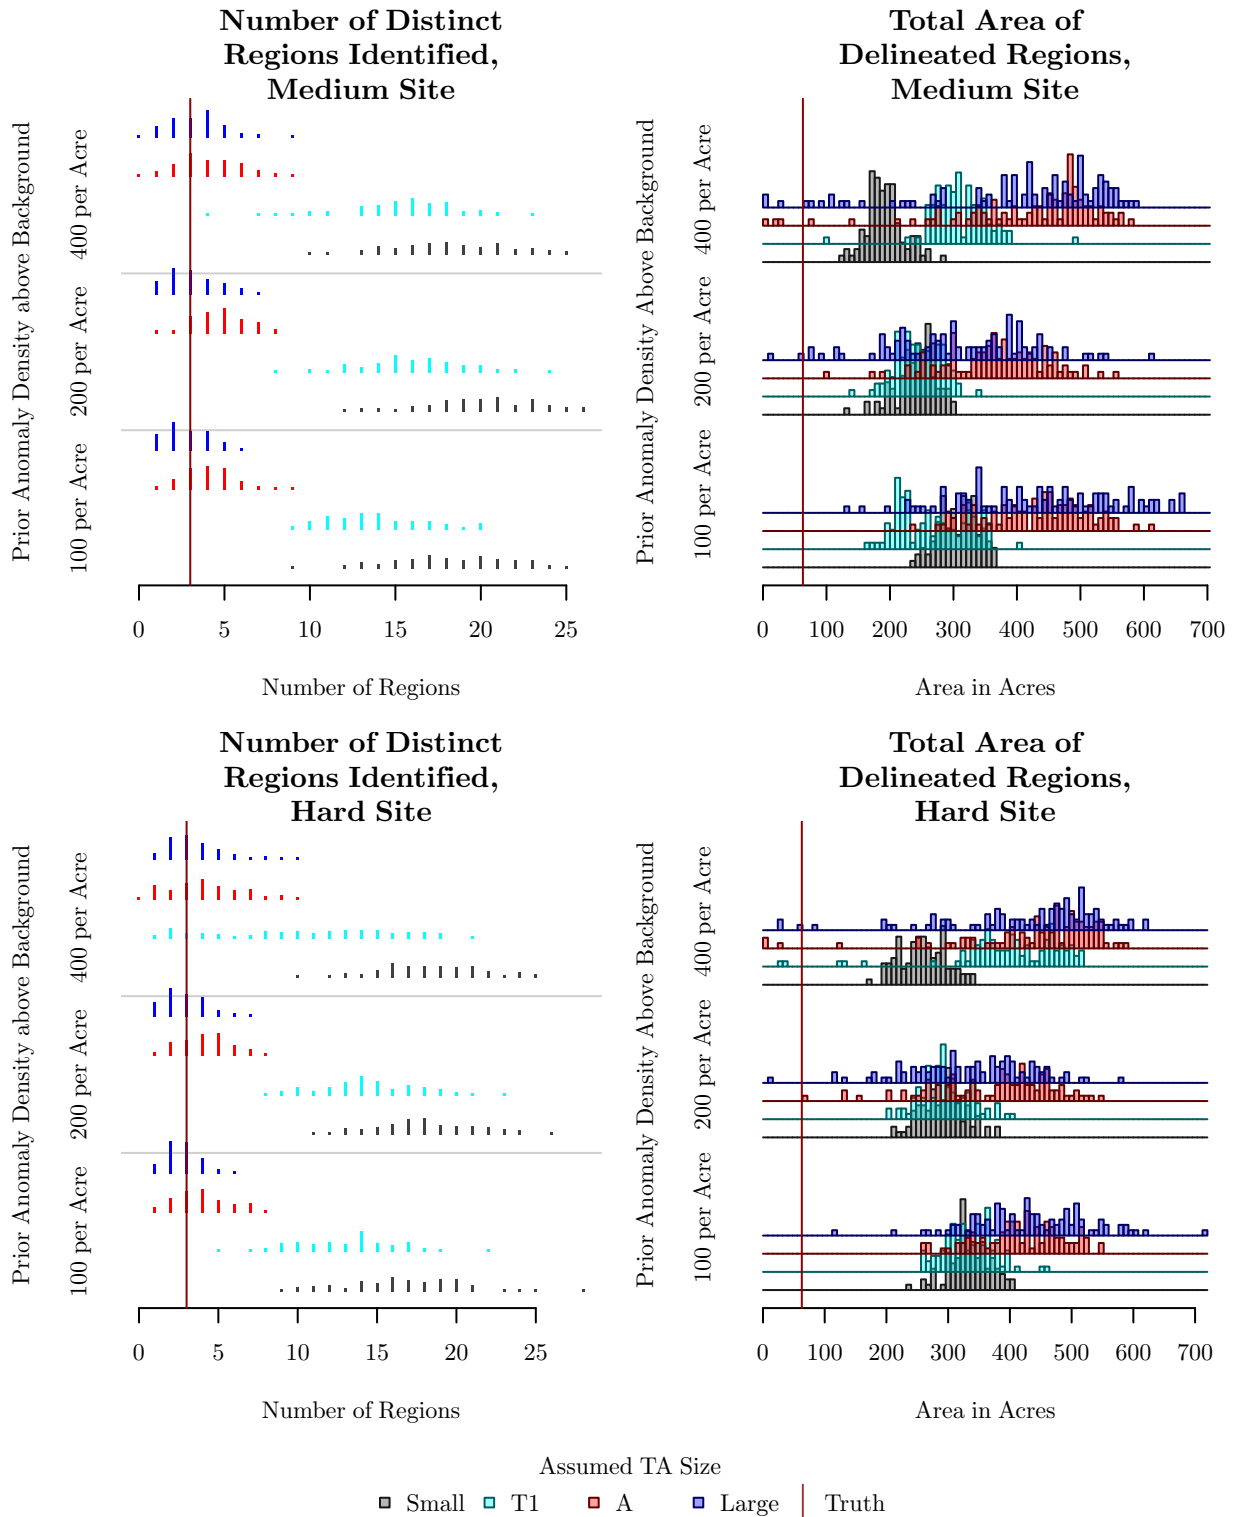 Number of Distinct
Regions Identified,
Medium Site
Prior Anomaly Density above Background
400 per Acre
200 per Acre
100 per Acre
0 5 10 15 20 25
Number of Regions
Total Area of
Delineated Regions,
Medium Site
Prior Anomaly Density Above Background
400 per Acre
200 per Acre
100 per Acre
0 100 200 300 400 500 600 700
Area in Acres
Number of Distinct
Regions Identified,
Hard Site
Prior Anomaly Density above Background
400 per Acre
200 per Acre
100 per Acre
0 5 10 15 20 25
Number of Regions
Total Area of
Delineated Regions,
Hard Site
Prior Anomaly Density Above Background
400 per Acre
200 per Acre
100 per Acre
0 100 200 300 400 500 600 700
Area in Acres
Assumed TA Size
Small T1 A Large Truth